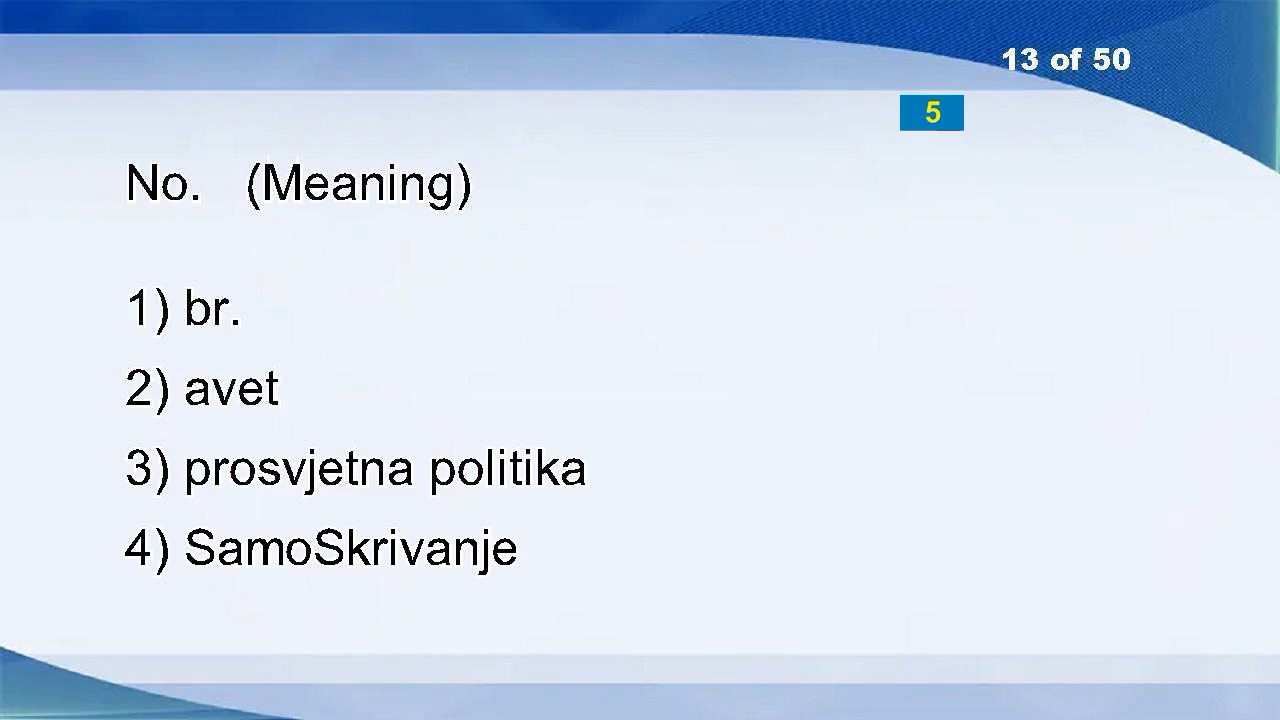 13 of 50
5
No. (Meaning)
1) br.
2) avet
3) prosvjetna politika
4) SamoSkrivanje